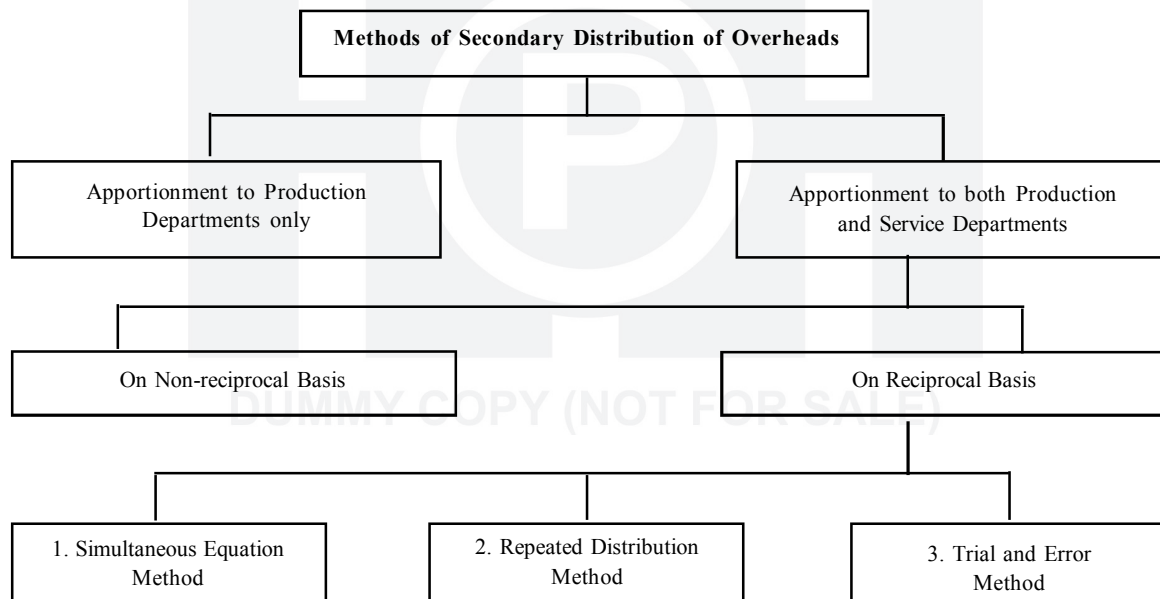 Methods of Secondary Distribution of Overheads
Apportionment to Production
Departments only
Apportionment to both Production
and Service Departments
On Non-reciprocal Basis
On Reciprocal Basis
DUMMY COPY (NOT FOR SALE)
1. Simultaneous Equation
Method
2. Repeated Distribution
Method
3. Trial and Error
Method